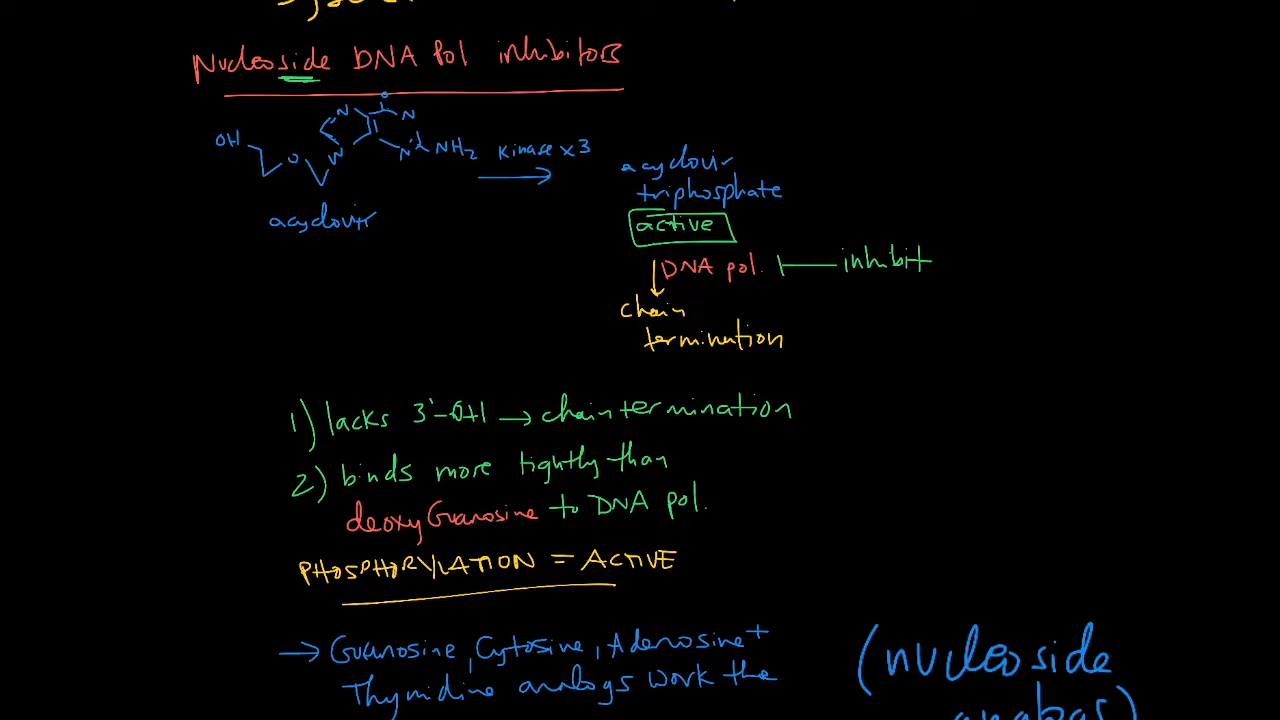 Nucleoside DNA Pol inhibitors
OH O N N O N N NH2 Kinase x3
acyclovir
acyclovir
triphosphate
active
DNA pol. inhibit
chain
termination
1) lacks 3'-OH → chain termination
2) binds more tightly than
deoxyGuanosine to DNA pol.
PHOSPHORYLATION = ACTIVE
→ Guanosine, Cytosine, Adenosine +
Thymidine analogs work the
(nucleoside